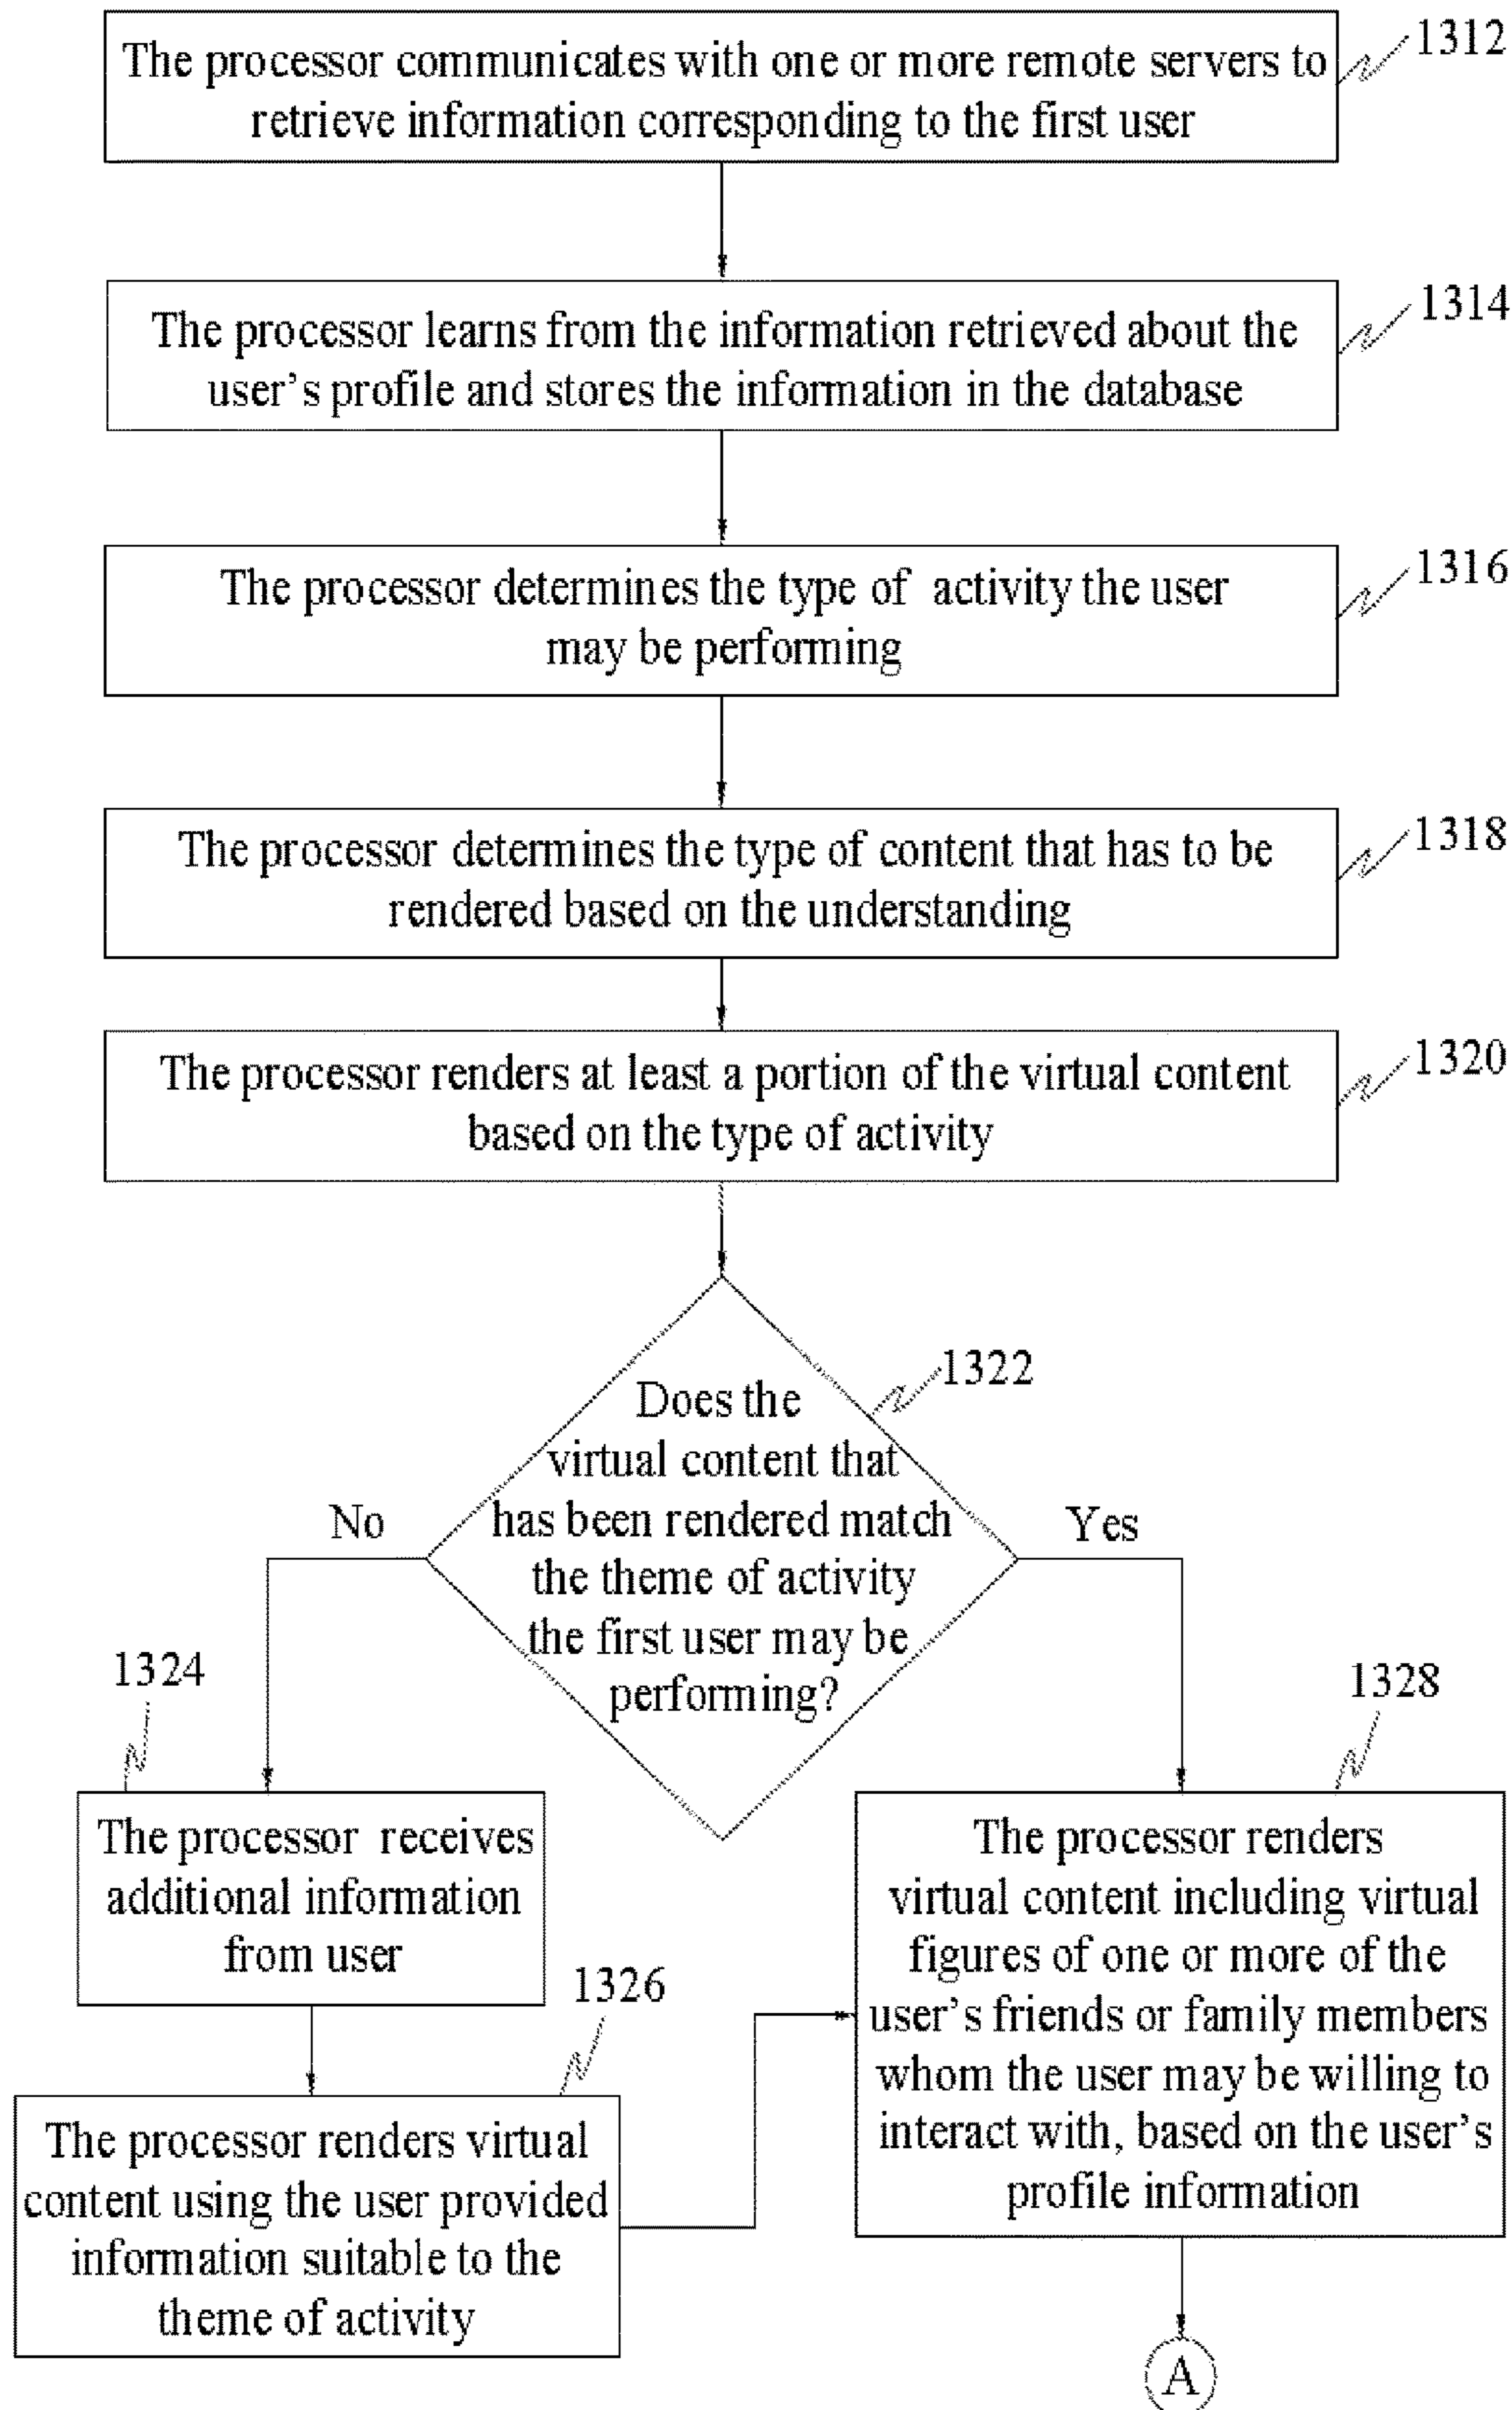 The processor communicates with one or more remote servers to
retrieve information corresponding to the first user
1312
The processor learns from the information retrieved about the
user's profile and stores the information in the database
1314
The processor determines the type of activity the user
may be performing
1316
The processor determines the type of content that has to be
rendered based on the understanding
1318
The processor renders at least a portion of the virtual content
based on the type of activity
1320
Does the
virtual content that
has been rendered match
the theme of activity
the first user may be
performing?
1322
No
Yes
1324
The processor receives
additional information
from user
1326
The processor renders virtual
content using the user provided
information suitable to the
theme of activity
1328
The processor renders
virtual content including virtual
figures of one or more of the
user's friends or family members
whom the user may be willing to
interact with, based on the user's
profile information
A